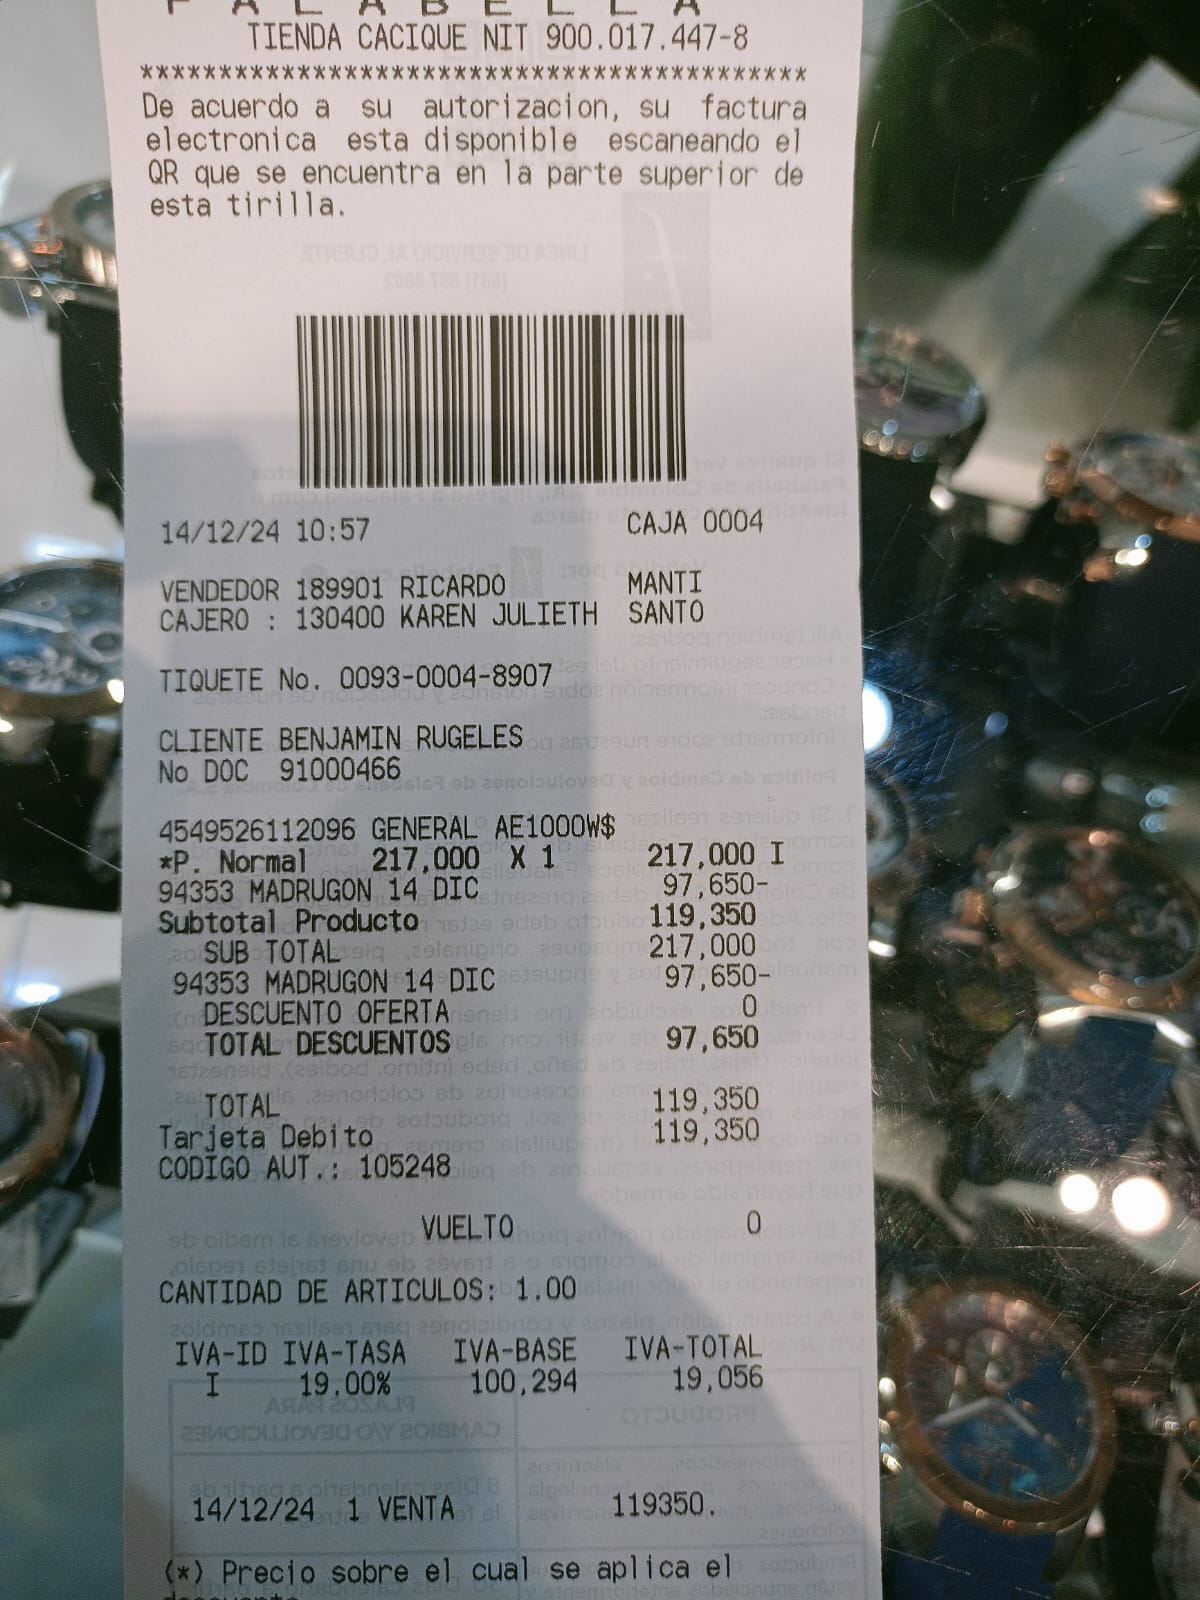 FALABELLA
TIENDA CACIQUE NIT 900.017.447-8
*******************************************
De acuerdo a su autorizacion, su factura
electronica esta disponible escaneando el
QR que se encuentra en la parte superior de
esta tirilla.
14/12/24 10:57 CAJA 0004
VENDEDOR 189901 RICARDO MANTI
CAJERO : 130400 KAREN JULIETH SANTO
TIQUETE No. 0093-0004-8907
CLIENTE BENJAMIN RUGELES
No DOC 91000466
4549526112096 GENERAL AE1000W$
*P. Normal 217,000 X 1 217,000 I
94353 MADRUGON 14 DIC 97,650-
Subtotal Producto 119,350
SUB TOTAL 217,000
94353 MADRUGON 14 DIC 97,650-
DESCUENTO OFERTA 0
TOTAL DESCUENTOS 97,650
TOTAL 119,350
Tarjeta Debito 119,350
CODIGO AUT.: 105248
VUELTO 0
CANTIDAD DE ARTICULOS: 1.00
IVA-ID IVA-TASA IVA-BASE IVA-TOTAL
I 19.00% 100,294 19,056
14/12/24 1 VENTA 119350.
(*) Precio sobre el cual se aplica el